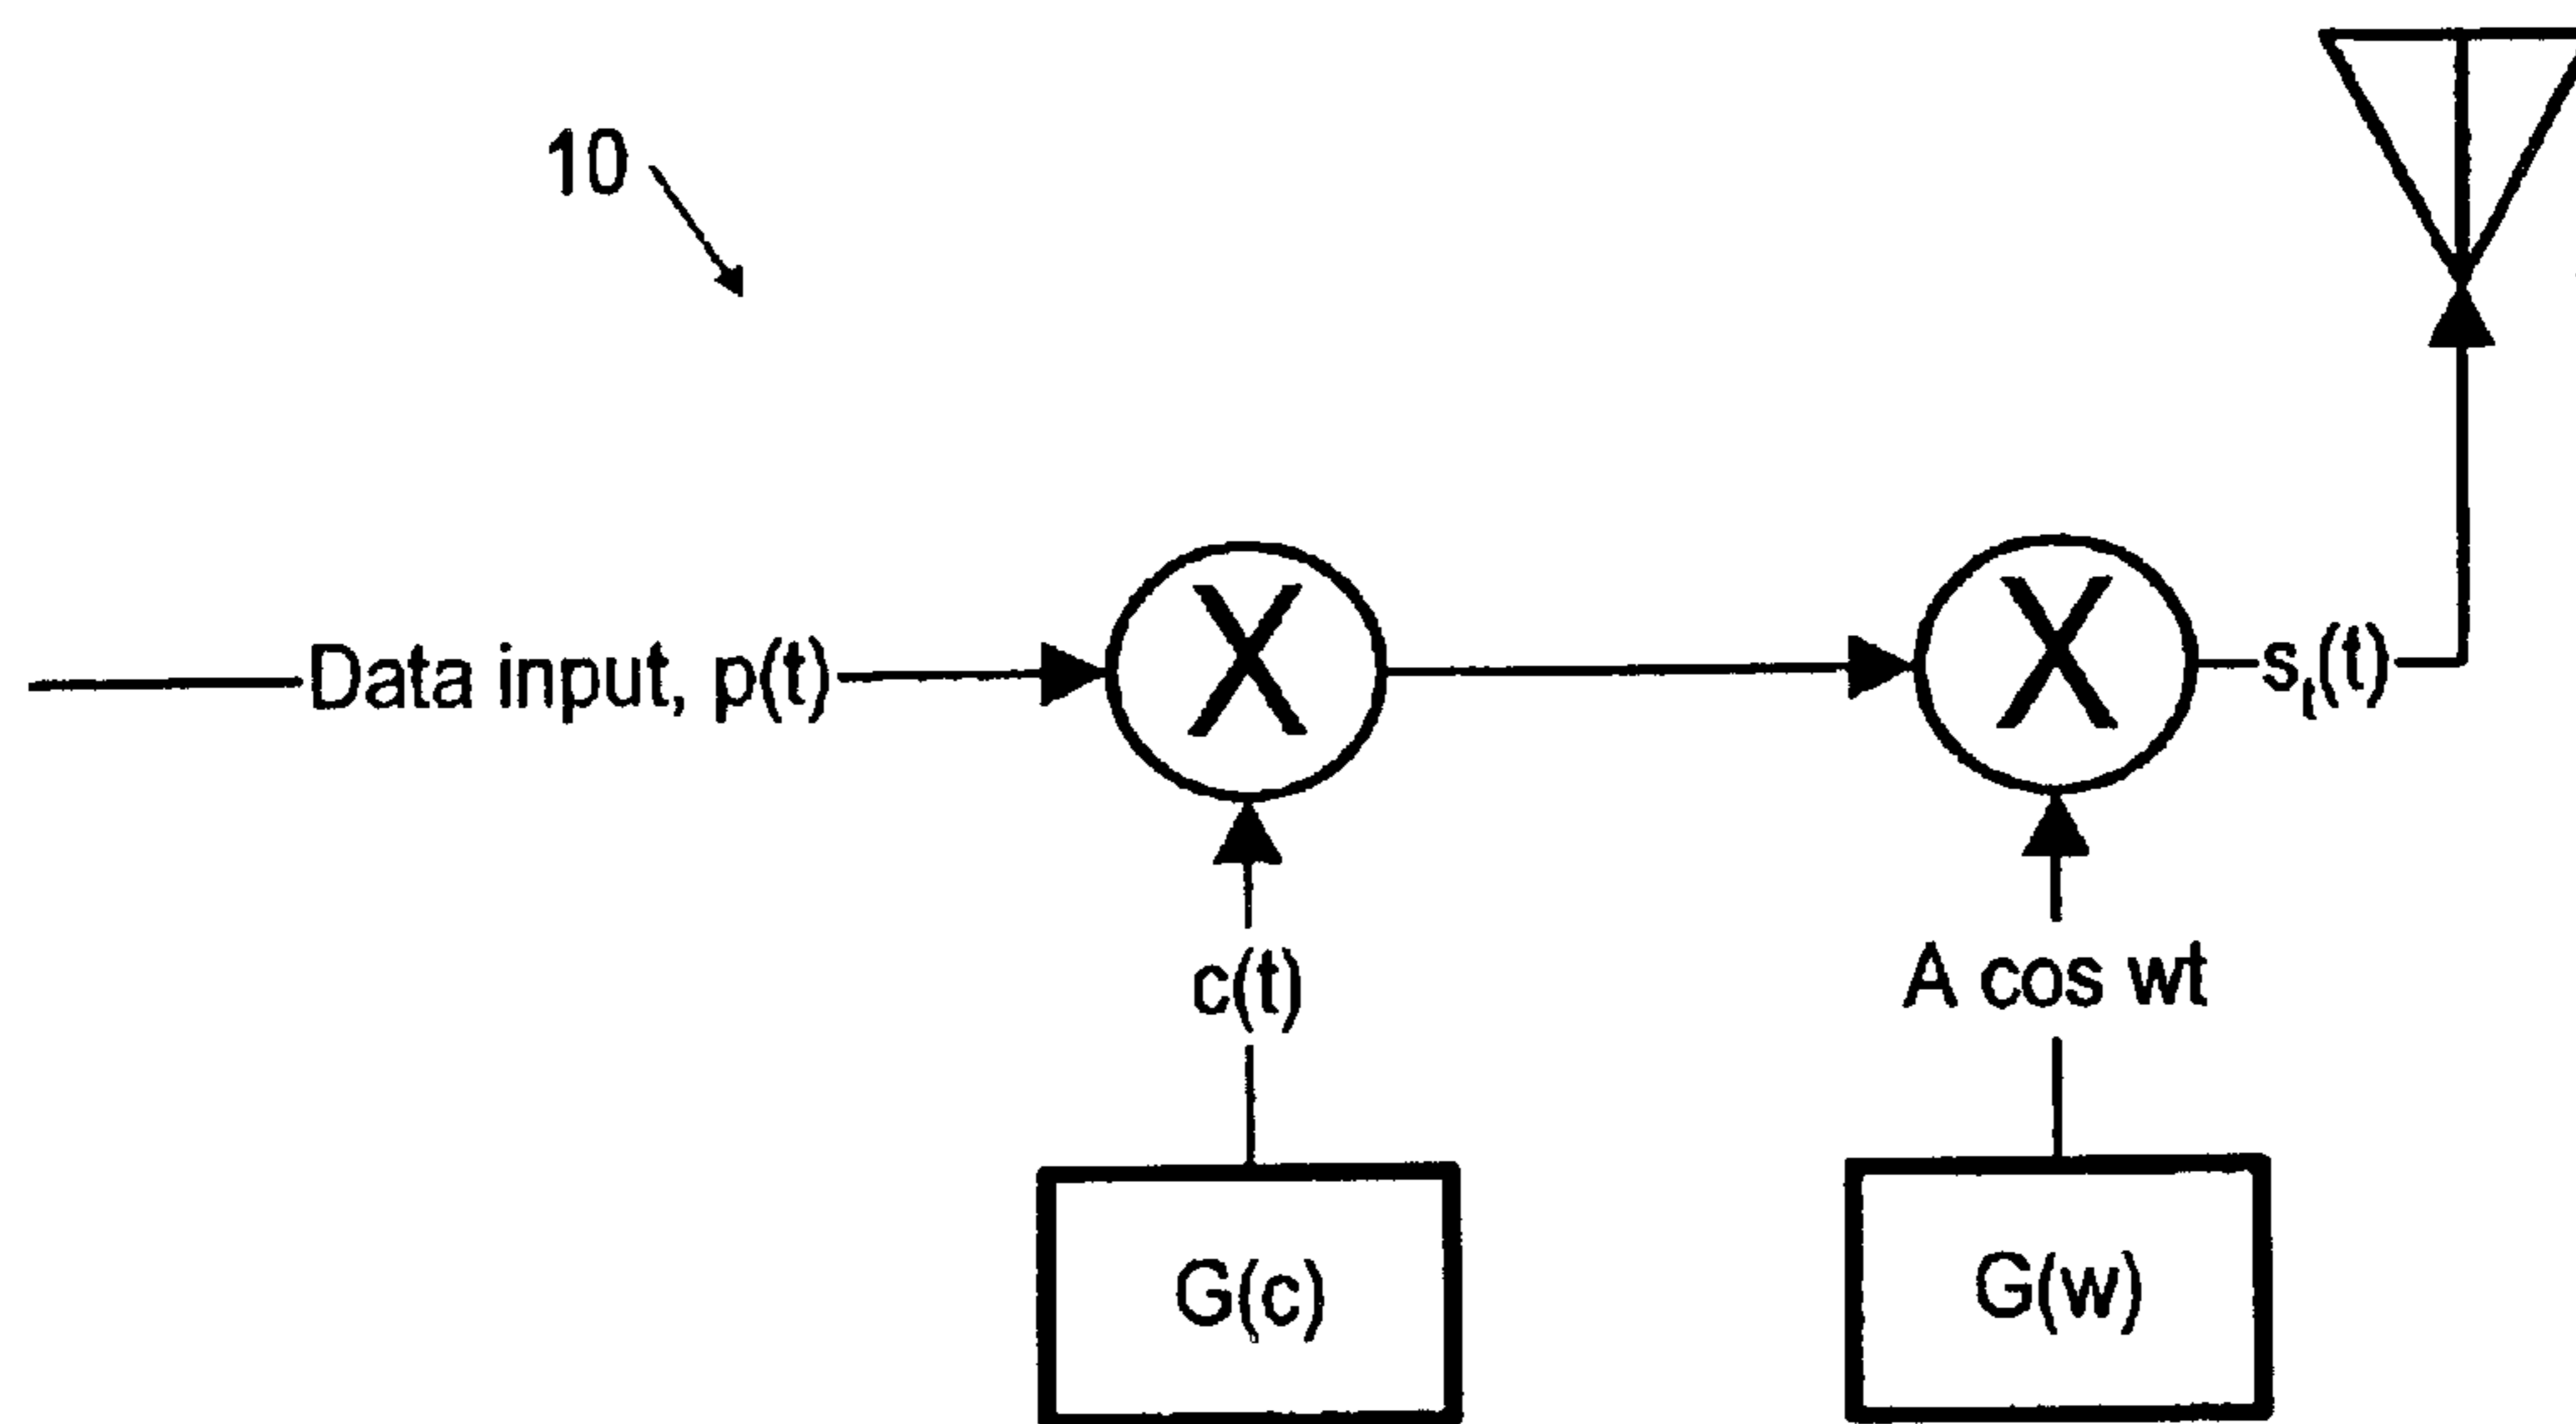 10
Data input, p(t)
X
X
s_t(t)
c(t)
A cos wt
G(c)
G(w)